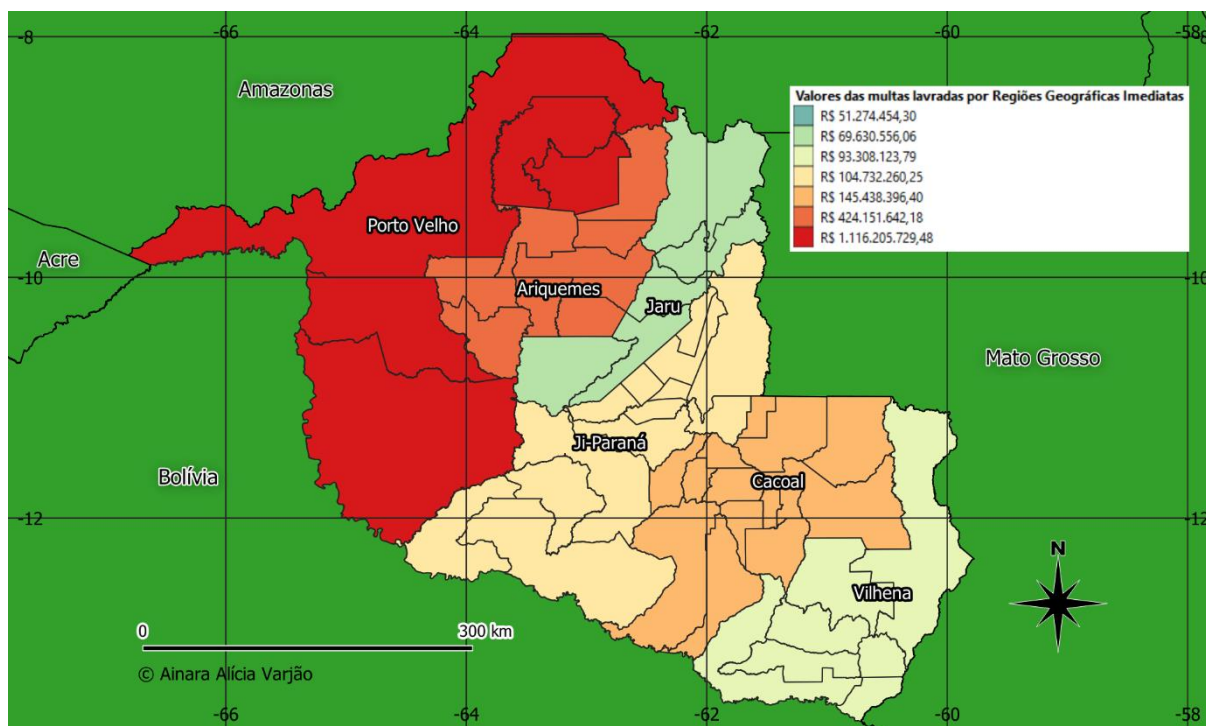 -66
-64
-62
-60
-58
-8
Amazonas
Valores das multas lavradas por Regiões Geográficas Imediatas
R$ 51.274.454,30
R$ 69.630.556,06
R$ 93.308.123,79
R$ 104.732.260,25
R$ 145.438.396,40
R$ 424.151.642,18
R$ 1.116.205.729,48
Porto Velho
Acre
-10
Ariquemes
Jaru
-10
Mato Grosso
Ji-Paraná
Bolívia
Cacoal
-12
-12
N
Vilhena
0
300 km
© Ainara Alícia Varjão
-66
-64
-62
-60
-58